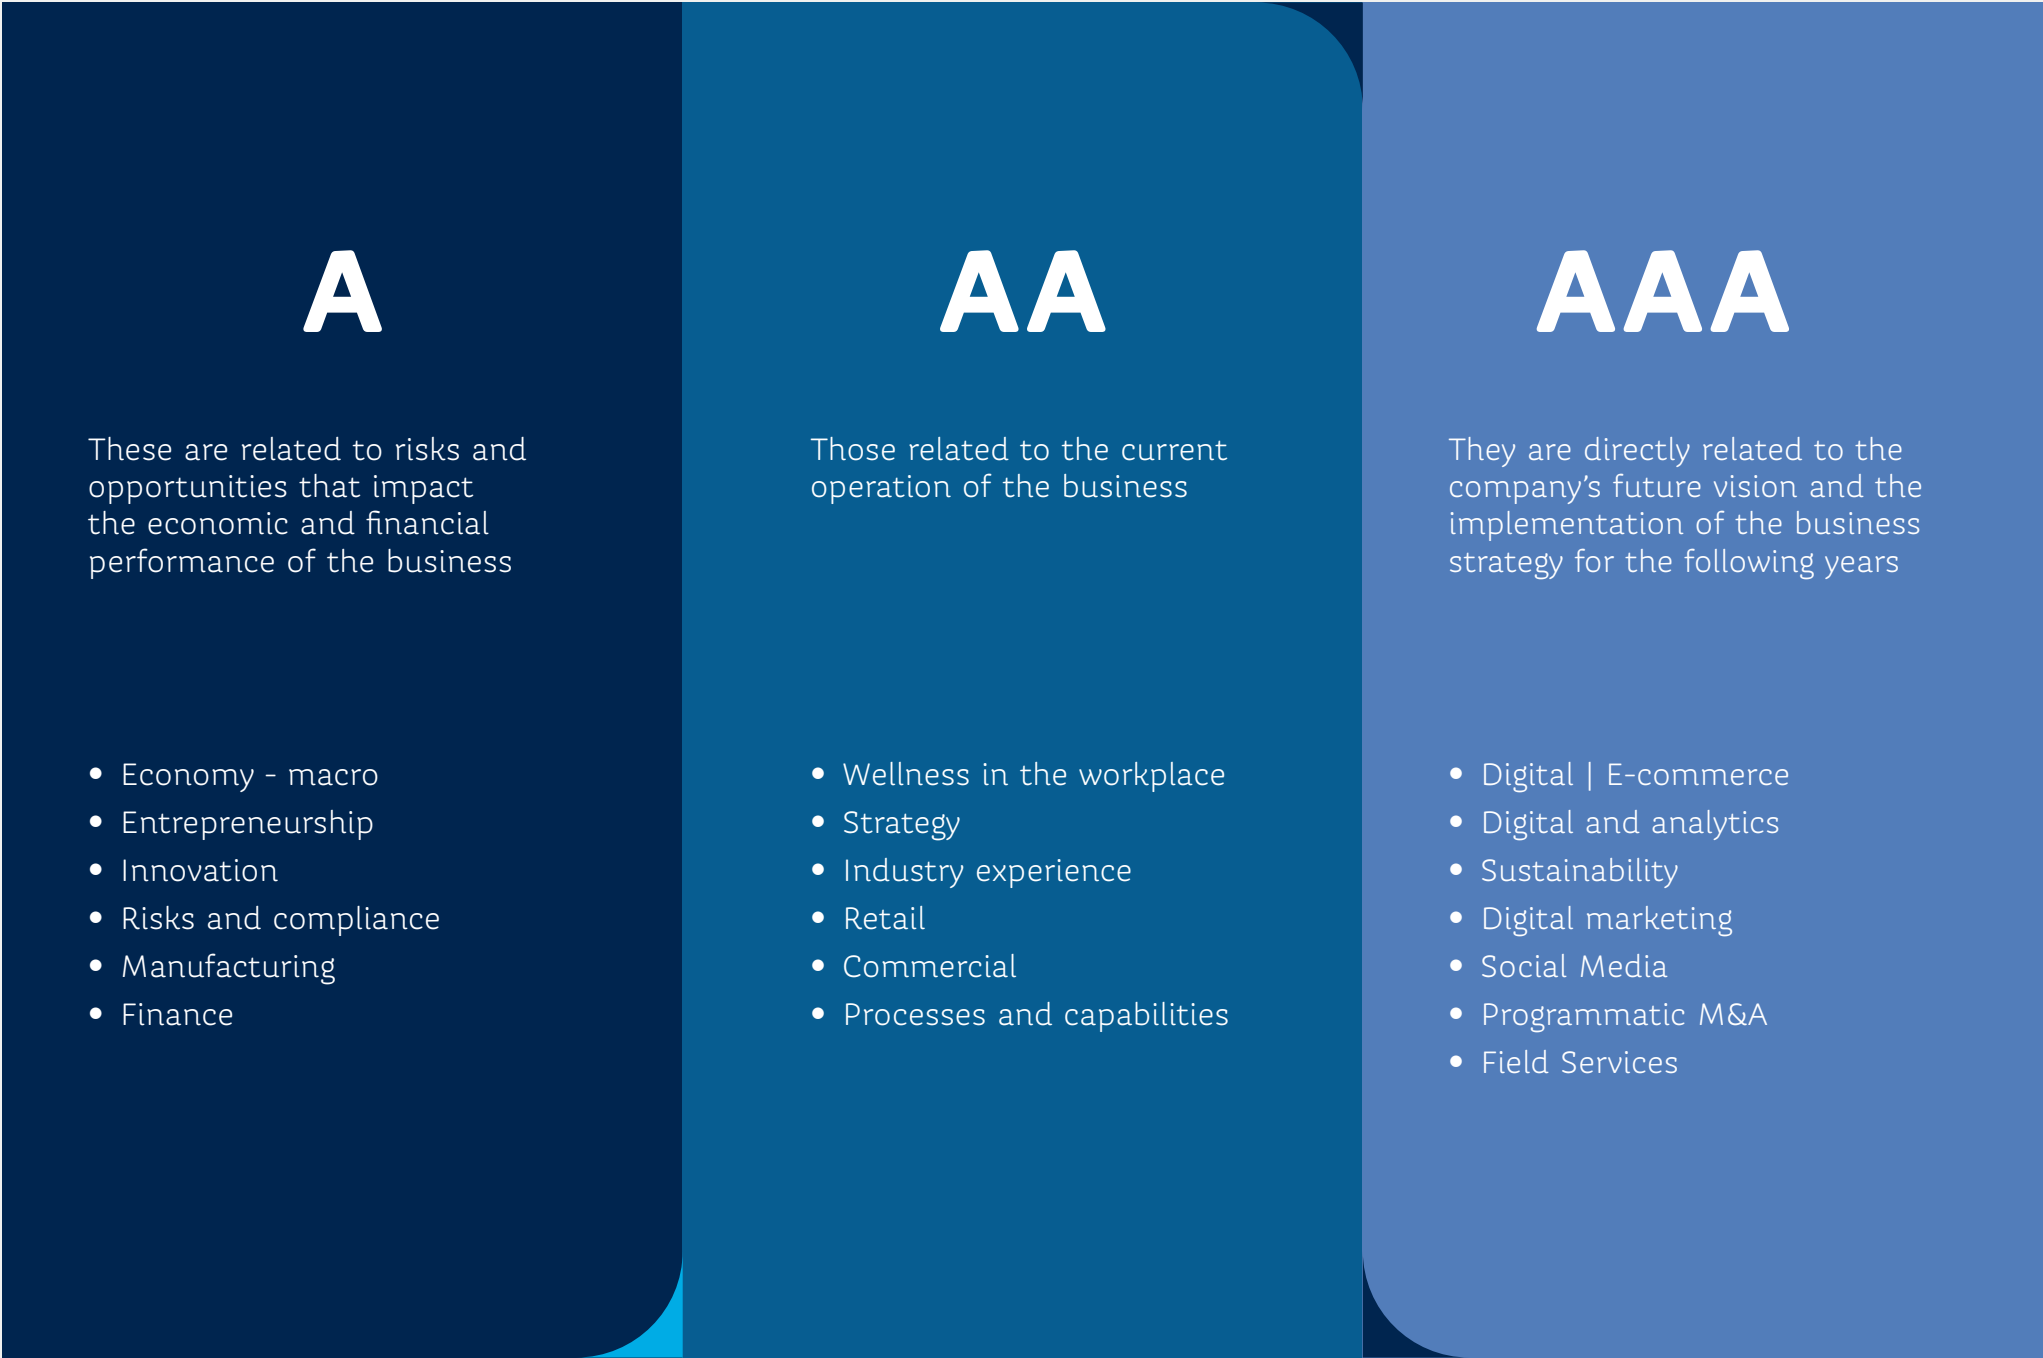 A
These are related to risks and
opportunities that impact
the economic and financial
performance of the business
• Economy - macro
• Entrepreneurship
• Innovation
• Risks and compliance
• Manufacturing
• Finance
AA
Those related to the current
operation of the business
• Wellness in the workplace
• Strategy
• Industry experience
• Retail
• Commercial
• Processes and capabilities
AAA
They are directly related to the
company’s future vision and the
implementation of the business
strategy for the following years
• Digital | E-commerce
• Digital and analytics
• Sustainability
• Digital marketing
• Social Media
• Programmatic M&A
• Field Services